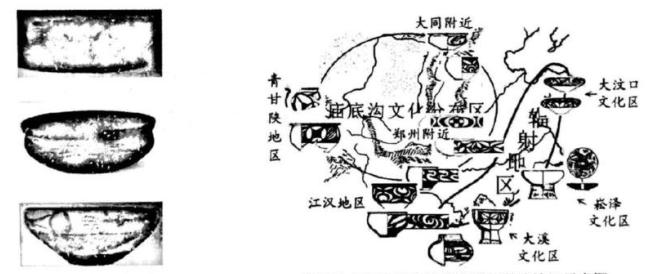 大同附近
青甘陕地区
庙底沟文化分布区
郑州附近
辐射地区
大汶口
文化区
江汉地区
崧泽
文化区
大溪
文化区